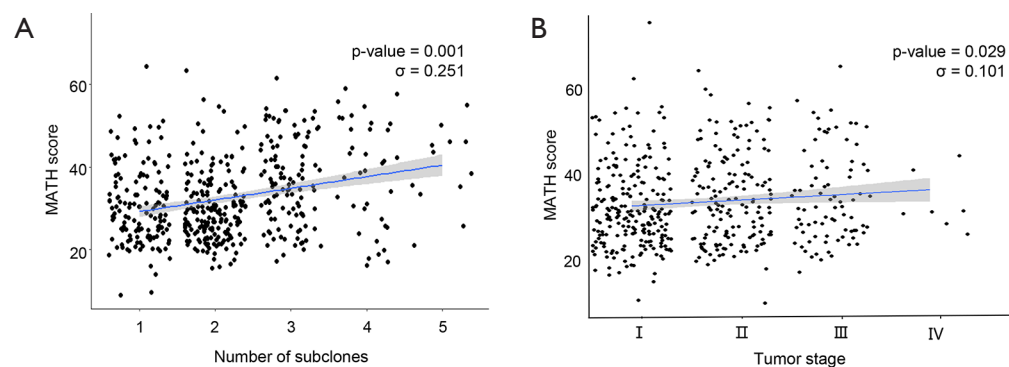 A
p-value = 0.001
σ = 0.251
MATH score
60
40
20
1 2 3 4 5
Number of subclones
B
p-value = 0.029
σ = 0.101
MATH score
60
40
20
I II III IV
Tumor stage